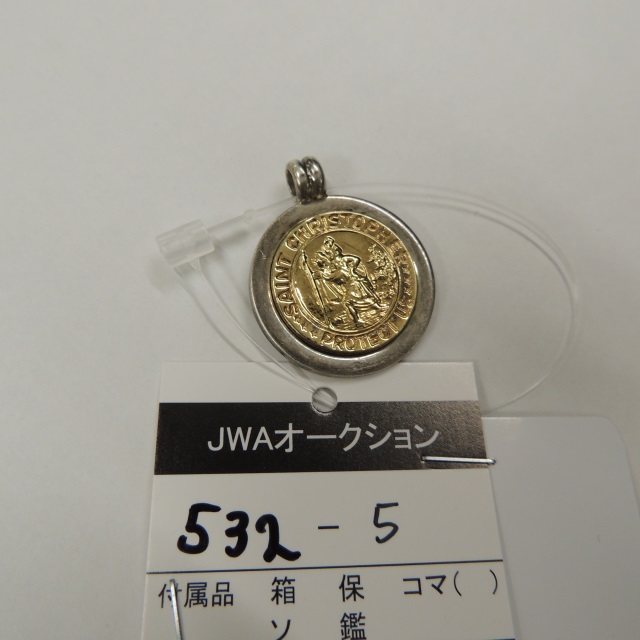 SAINT CHRISTOPHER
PROTECT US
JWAオークション
532 - 5
付属品 箱 保 コマ( )
ソ 鑑